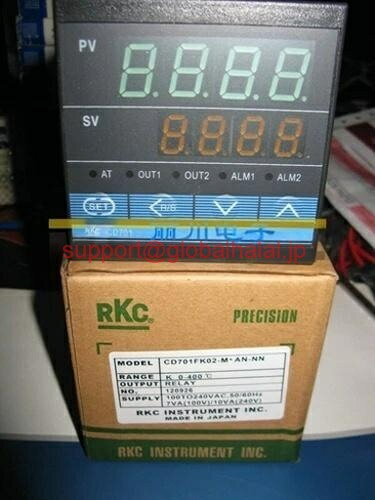 PV
8.8.8.8
SV
8.8.8.8
AT OUT1 OUT2 ALM1 ALM2
SET <R/S
RKC CD701
support@globalhalal.jp
RKC® PRECISION
MODEL CD701FK02-M*AN-NN
RANGE K 0-400℃
OUTPUT RELAY
NO. 120926
SUPPLY 100TO240VAC.50/60Hz
7VA(100V)/10VA(240V)
RKC INSTRUMENT INC.
MADE IN JAPAN
RKC INSTRUMENT INC.